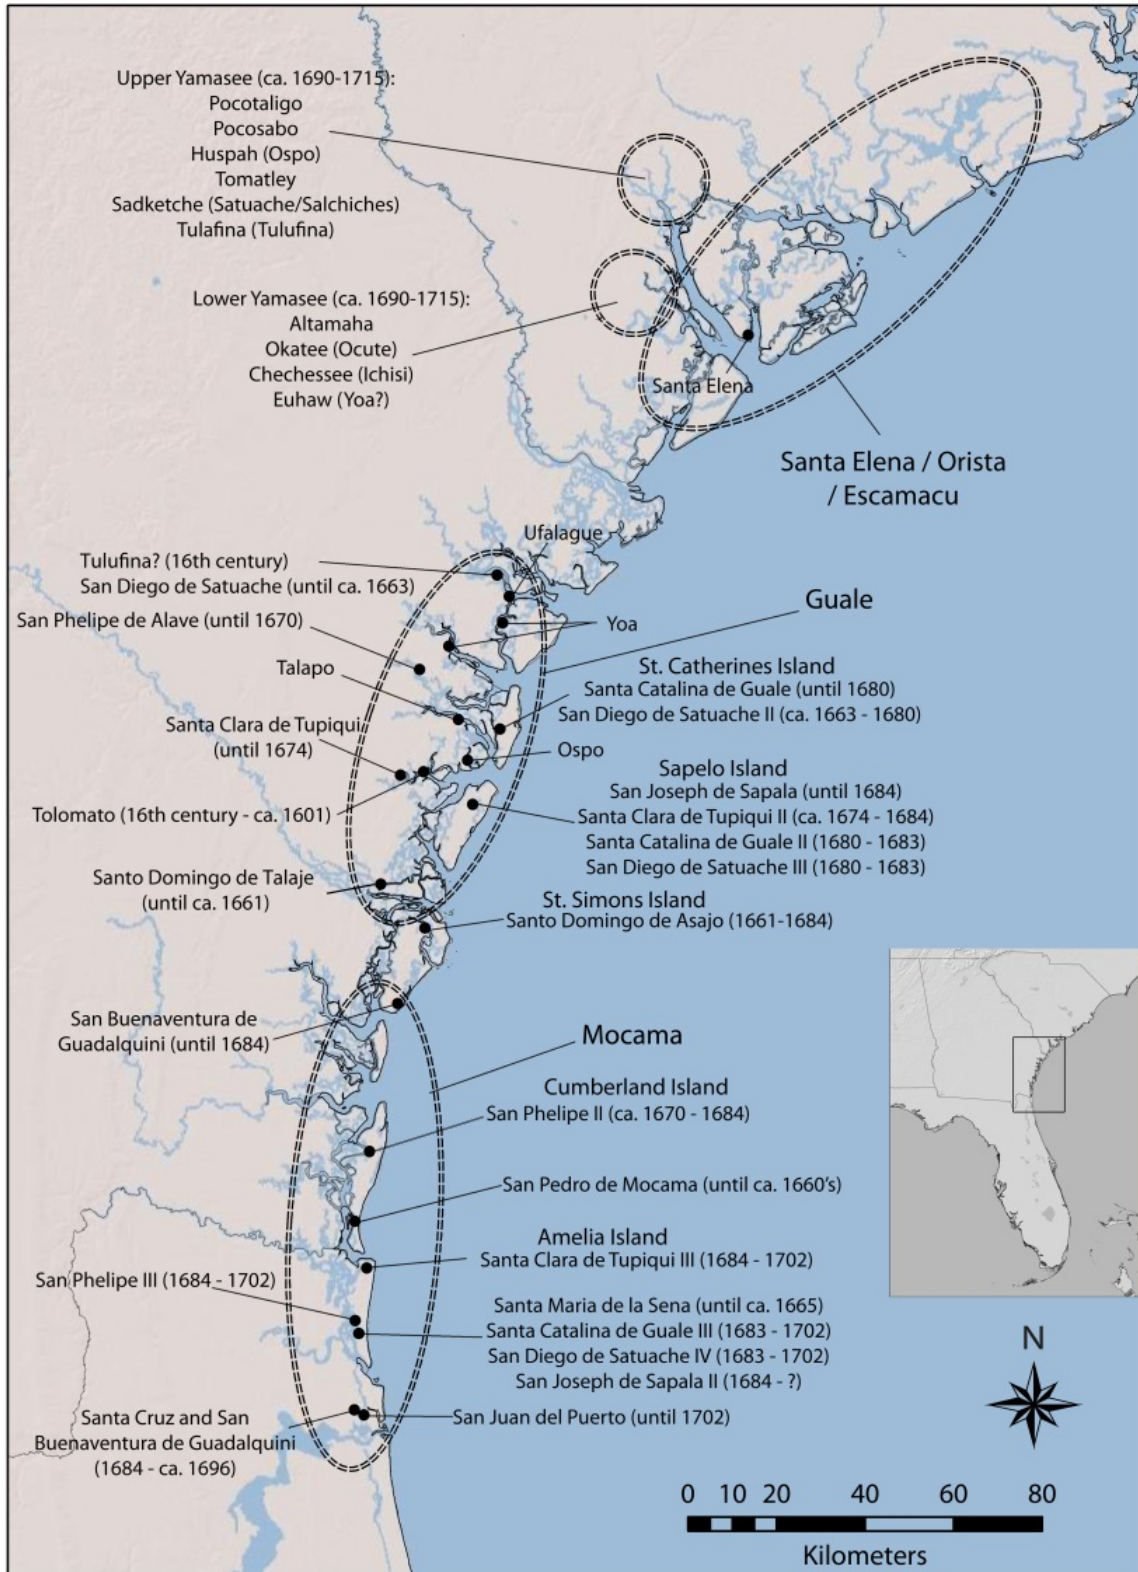 Upper Yamasee (ca. 1690-1715):
Pocotaligo
Pocosabo
Huspah (Ospo)
Tomatley
Sadketche (Satuache/Salchiches)
Tulafina (Tulufina)
Lower Yamasee (ca. 1690-1715):
Altamaha
Okatee (Ocute)
Chechessee (Ichisi)
Euhaw (Yoa?)
Santa Elena
Santa Elena / Orista
/ Escamacu
Ufalague
Tulufina? (16th century)
San Diego de Satuache (until ca. 1663)
Guale
San Phelipe de Alave (until 1670)
Yoa
Talapo
St. Catherines Island
Santa Catalina de Guale (until 1680)
San Diego de Satuache II (ca. 1663 - 1680)
Santa Clara de Tupiqui
(until 1674)
Ospo
Sapelo Island
San Joseph de Sapala (until 1684)
Santa Clara de Tupiqui II (ca. 1674 - 1684)
Santa Catalina de Guale II (1680 - 1683)
San Diego de Satuache III (1680 - 1683)
Tolomato (16th century - ca. 1601)
Santo Domingo de Talaje
(until ca. 1661)
St. Simons Island
Santo Domingo de Asajo (1661-1684)
San Buenaventura de
Guadalquini (until 1684)
Mocama
Cumberland Island
San Phelipe II (ca. 1670 - 1684)
San Pedro de Mocama (until ca. 1660's)
Amelia Island
Santa Clara de Tupiqui III (1684 - 1702)
San Phelipe III (1684 - 1702)
Santa Maria de la Sena (until ca. 1665)
Santa Catalina de Guale III (1683 - 1702)
San Diego de Satuache IV (1683 - 1702)
San Joseph de Sapala II (1684 - ?)
Santa Cruz and San
Buenaventura de Guadalquini
(1684 - ca. 1696)
San Juan del Puerto (until 1702)
N
0 10 20 40 60 80
Kilometers